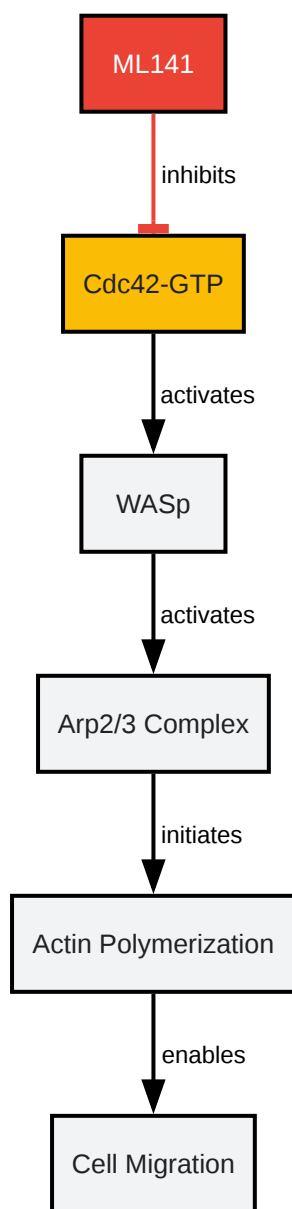 ML141
inhibits
Cdc42-GTP
activates
WASp
activates
Arp2/3 Complex
initiates
Actin Polymerization
enables
Cell Migration